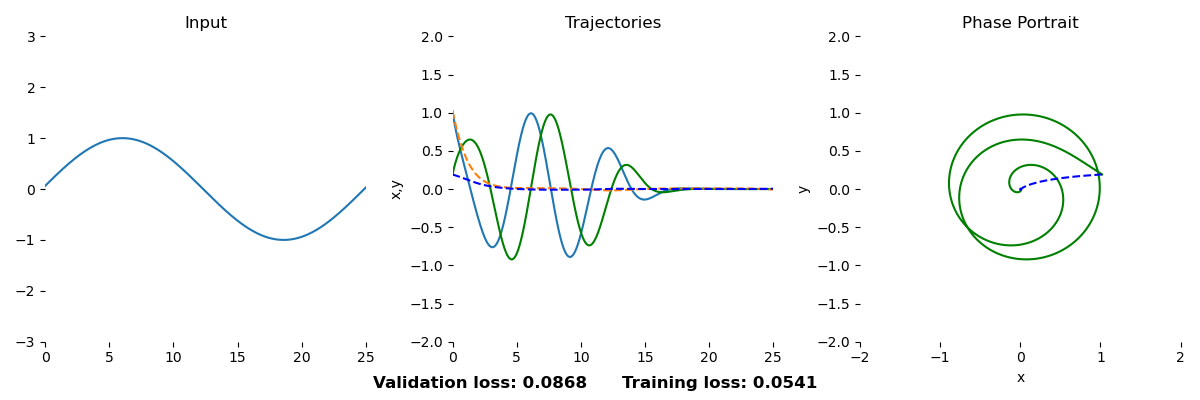 Input
3
2
1
0
−1
−2
−3
0 5 10 15 20 25
Trajectories
x,y
2.0
1.5
1.0
0.5
0.0
−0.5
−1.0
−1.5
−2.0
0 5 10 15 20 25
Phase Portrait
y
2.0
1.5
1.0
0.5
0.0
−0.5
−1.0
−1.5
−2.0
−2 −1 0 1 2
x
Validation loss: 0.0868 Training loss: 0.0541